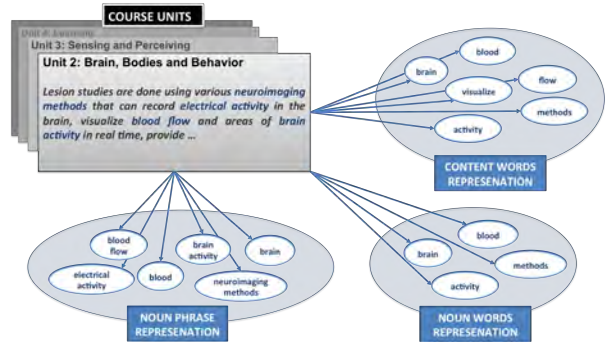 COURSE UNITS
Unit 4: Learning
Unit 3: Sensing and Perceiving
Unit 2: Brain, Bodies and Behavior
Lesion studies are done using various neuroimaging
methods that can record electrical activity in the
brain, visualize blood flow and areas of brain
activity in real time, provide ...
blood
brain
flow
visualize
methods
activity
CONTENT WORDS
REPRESENATION
blood
flow
brain
activity
brain
electrical
activity
blood
neuroimaging
methods
NOUN PHRASE
REPRESENATION
blood
brain
methods
activity
NOUN WORDS
REPRESENATION